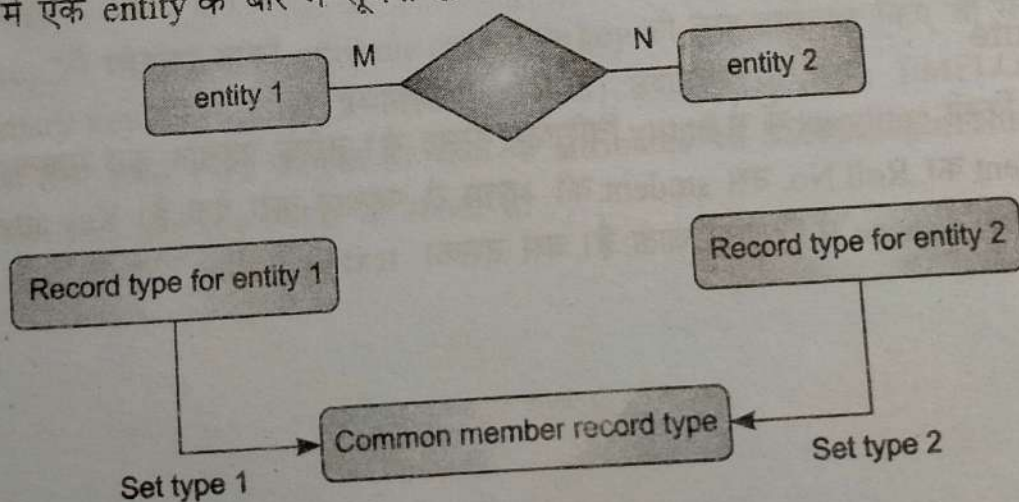 में एक entity के बारे में
M
N
entity 1
entity 2
Record type for entity 1
Record type for entity 2
Common member record type
Set type 1
Set type 2